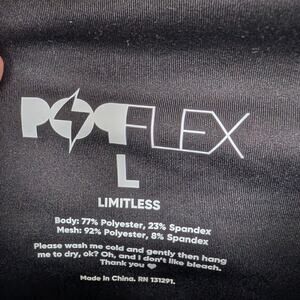 POPFLEX
L
LIMITLESS
Body: 77% Polyester, 23% Spandex
Mesh: 92% Polyester, 8% Spandex
Please wash me cold and gently then hang
me to dry, ok? Oh, and I don't like bleach.
Thank you ♥
Made in China. RN 131291.